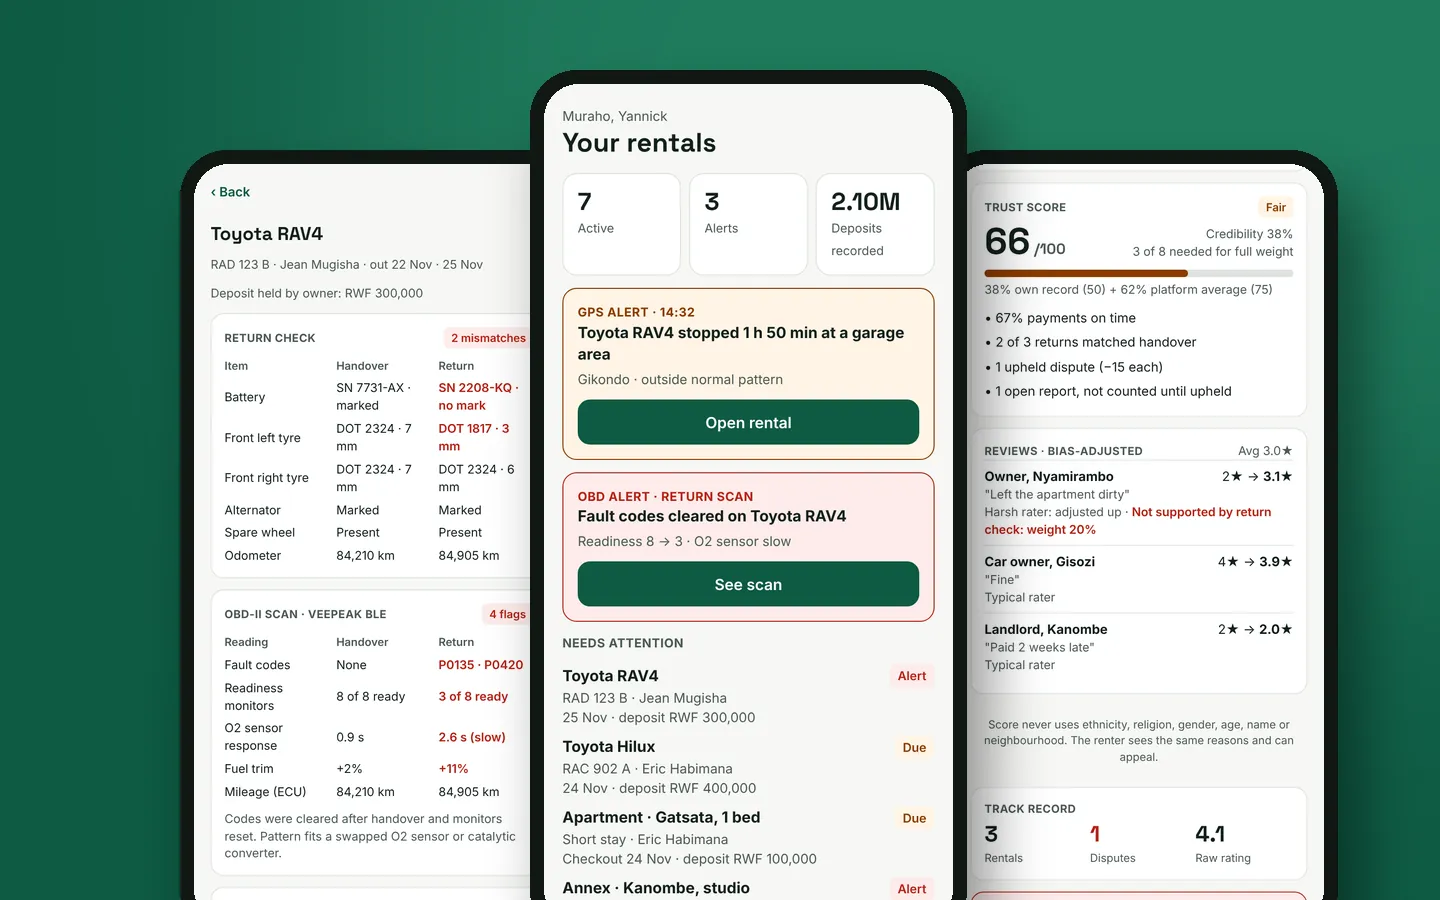 ‹ Back
Toyota RAV4
RAD 123 B · Jean Mugisha · out 22 Nov · 25 Nov
Deposit held by owner: RWF 300,000
RETURN CHECK 2 mismatches
Item Handover Return
Battery SN 7731-AX · marked SN 2208-KQ · no mark
Front left tyre DOT 2324 · 7 mm DOT 1817 · 3 mm
Front right tyre DOT 2324 · 7 mm DOT 2324 · 6 mm
Alternator Marked Marked
Spare wheel Present Present
Odometer 84,210 km 84,905 km
OBD-II SCAN · VEEPEAK BLE 4 flags
Reading Handover Return
Fault codes None P0135 · P0420
Readiness monitors 8 of 8 ready 3 of 8 ready
O2 sensor response 0.9 s 2.6 s (slow)
Fuel trim +2% +11%
Mileage (ECU) 84,210 km 84,905 km
Codes were cleared after handover and monitors
reset. Pattern fits a swapped O2 sensor or catalytic
converter.
Muraho, Yannick
Your rentals
7 3 2.10M
Active Alerts Deposits
recorded
GPS ALERT · 14:32
Toyota RAV4 stopped 1 h 50 min at a garage
area
Gikondo · outside normal pattern
Open rental
OBD ALERT · RETURN SCAN
Fault codes cleared on Toyota RAV4
Readiness 8 → 3 · O2 sensor slow
See scan
NEEDS ATTENTION
Toyota RAV4 Alert
RAD 123 B · Jean Mugisha
25 Nov · deposit RWF 300,000
Toyota Hilux Due
RAC 902 A · Eric Habimana
24 Nov · deposit RWF 400,000
Apartment · Gatsata, 1 bed Due
Short stay · Eric Habimana
Checkout 24 Nov · deposit RWF 100,000
Annex · Kanombe, studio Alert
TRUST SCORE Fair
66 /100 Credibility 38%
3 of 8 needed for full weight
38% own record (50) + 62% platform average (75)
• 67% payments on time
• 2 of 3 returns matched handover
• 1 upheld dispute (−15 each)
• 1 open report, not counted until upheld
REVIEWS · BIAS-ADJUSTED Avg 3.0★
Owner, Nyamirambo 2★ → 3.1★
"Left the apartment dirty"
Harsh rater: adjusted up · Not supported by return
check: weight 20%
Car owner, Gisozi 4★ → 3.9★
"Fine"
Typical rater
Landlord, Kanombe 2★ → 2.0★
"Paid 2 weeks late"
Typical rater
Score never uses ethnicity, religion, gender, age, name or
neighbourhood. The renter sees the same reasons and can
appeal.
TRACK RECORD
3 1 4.1
Rentals Disputes Raw rating